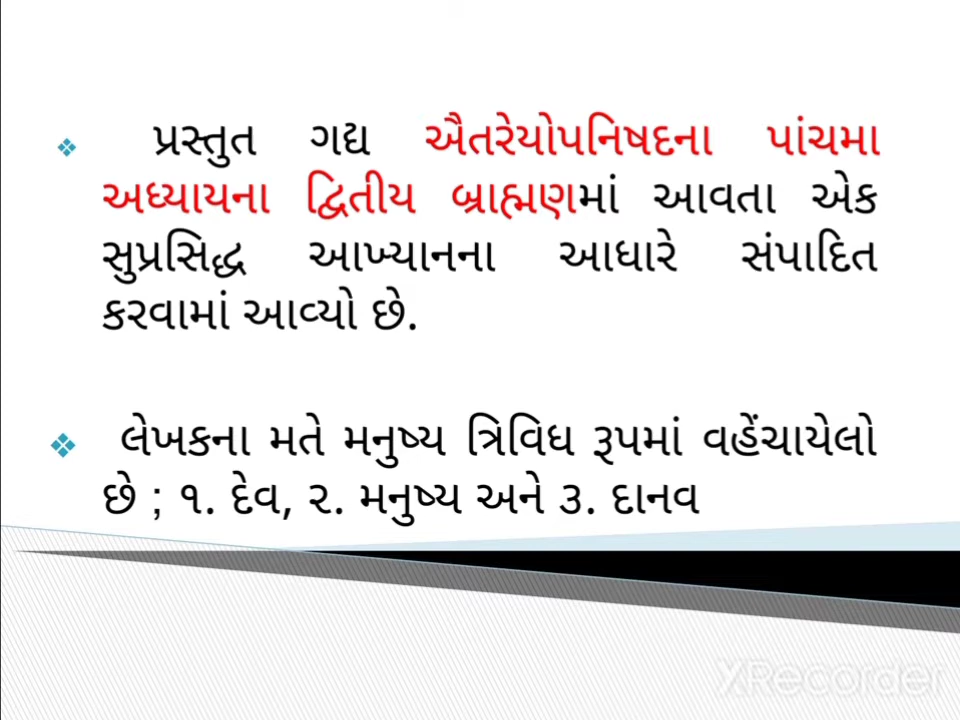 ❖ પ્રસ્તુત ગદ્ય ઐતરેયોપનિષદના પાંચમા
અધ્યાયના દ્વિતીય બ્રાહ્મણમાં આવતા એક
સુપ્રસિદ્ધ આખ્યાનના આધારે સંપાદિત
કરવામાં આવ્યો છે.
❖ લેખકના મતે મનુષ્ય ત્રિવિધ રૂપમાં વહેંચાયેલો
છે ; ૧. દેવ, ૨. મનુષ્ય અને ૩. દાનવ
XRecorder